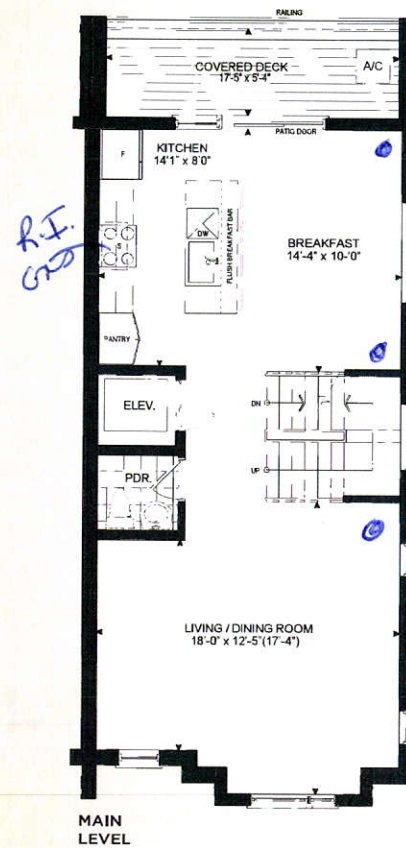 RAILING
COVERED DECK
17'-5" x 5'-4"
A/C
PATIO DOOR
KITCHEN
14'1" x 8'0"
F
R.I.
S
DW
FLUSH BREAKFAST BAR
BREAKFAST
14'-4" x 10'-0"
PANTRY
ELEV.
DN
UP
PDR.
LIVING / DINING ROOM
18'-0" x 12'-5"(17'-4")
MAIN
LEVEL